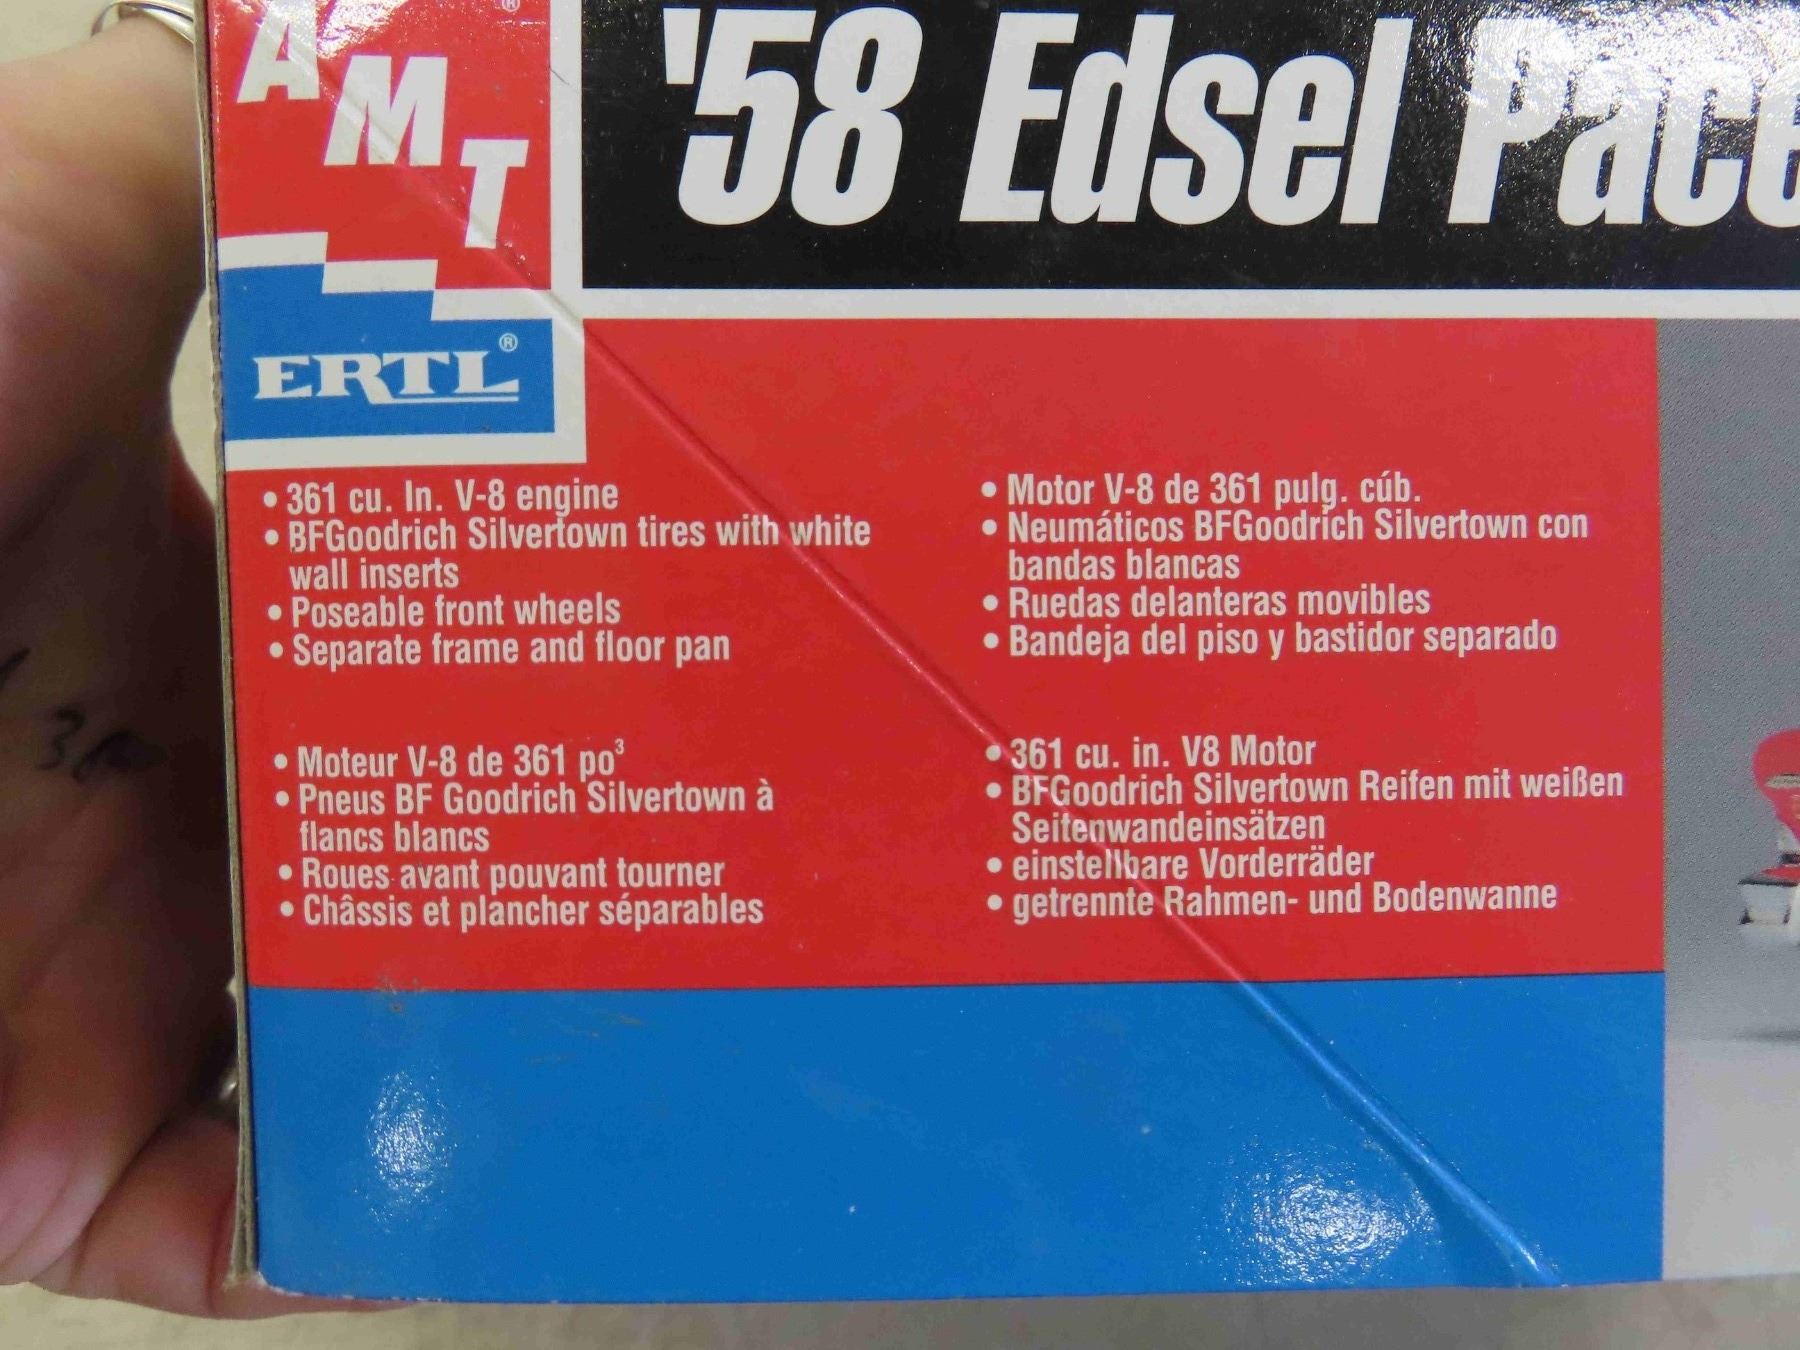 AMT®
ERTL®
'58 Edsel
• 361 cu. In. V-8 engine
• BFGoodrich Silvertown tires with white
wall inserts
• Poseable front wheels
• Separate frame and floor pan
• Motor V-8 de 361 pulg. cúb.
• Neumáticos BFGoodrich Silvertown con
bandas blancas
• Ruedas delanteras movibles
• Bandeja del piso y bastidor separado
• Moteur V-8 de 361 po³
• Pneus BF Goodrich Silvertown à
flancs blancs
• Roues avant pouvant tourner
• Châssis et plancher séparables
• 361 cu. in. V8 Motor
• BFGoodrich Silvertown Reifen mit weißen
Seitenwandeinsätzen
• einstellbare Vorderräder
• getrennte Rahmen- und Bodenwanne